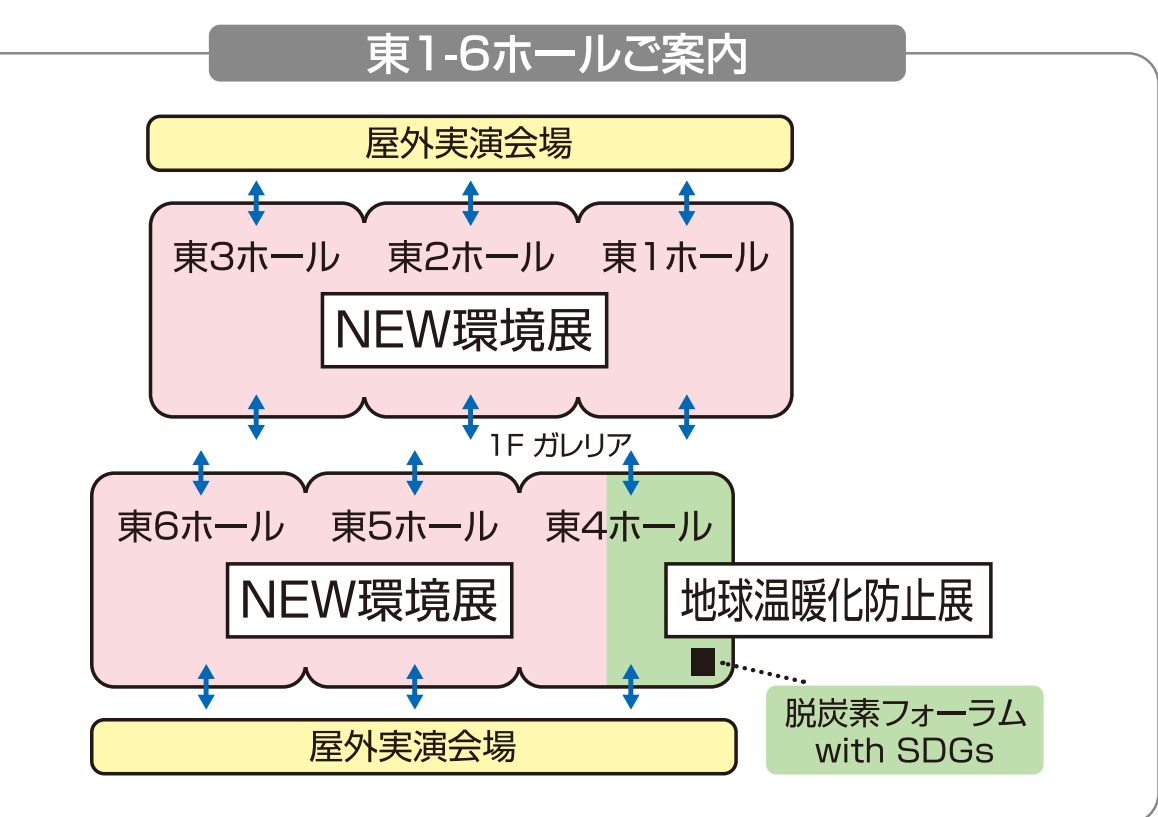 東1-6ホールご案内
屋外実演会場
東3ホール
東2ホール
東1ホール
NEW環境展
1F ガレリア
東6ホール
東5ホール
東4ホール
NEW環境展
地球温暖化防止展
脱炭素フォーラム
with SDGs
屋外実演会場